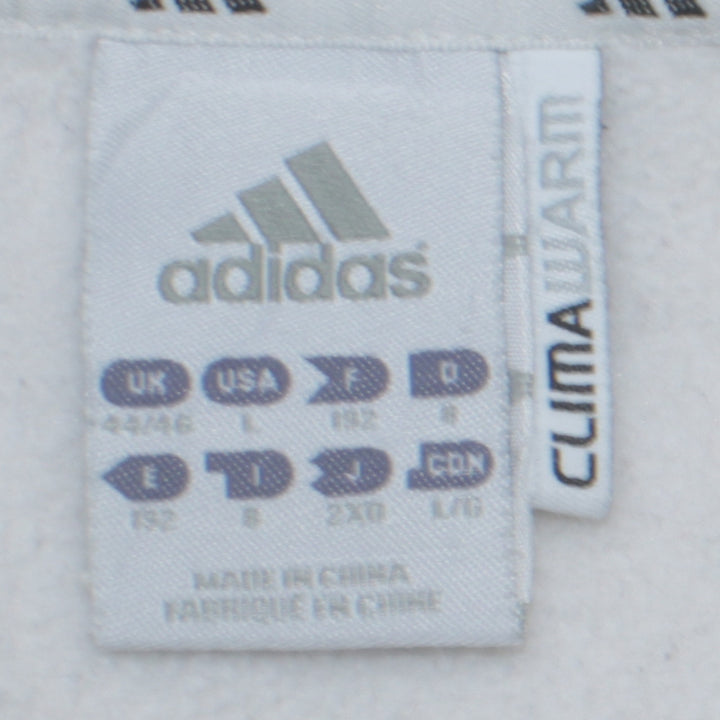 adidas
UK USA F D
44/46 L 192 8
E I J CDN
192 8 2XO L/G
MADE IN CHINA
FABRIQUÉ EN CHINE
CLIMAWARM